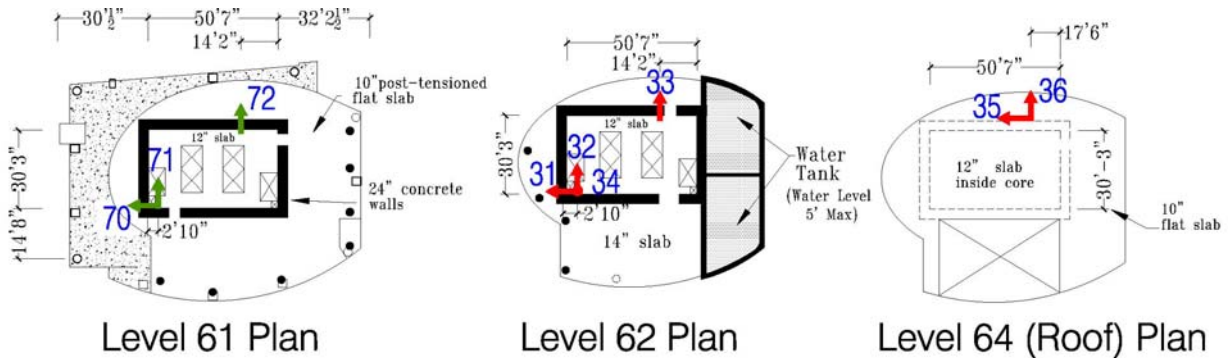 30'½"
50'7"
32'2½"
14'2"
10" post-tensioned
flat slab
72
12" slab
71
30'3"
24" concrete
walls
70
2'10"
14'8"
Level 61 Plan
50'7"
14'2"
33
12" slab
30'3"
32
31
34
2'10"
14" slab
Water
Tank
(Water Level
5' Max)
Level 62 Plan
17'6"
50'7"
36
35
12" slab
inside core
30'-3"
10"
flat slab
Level 64 (Roof) Plan